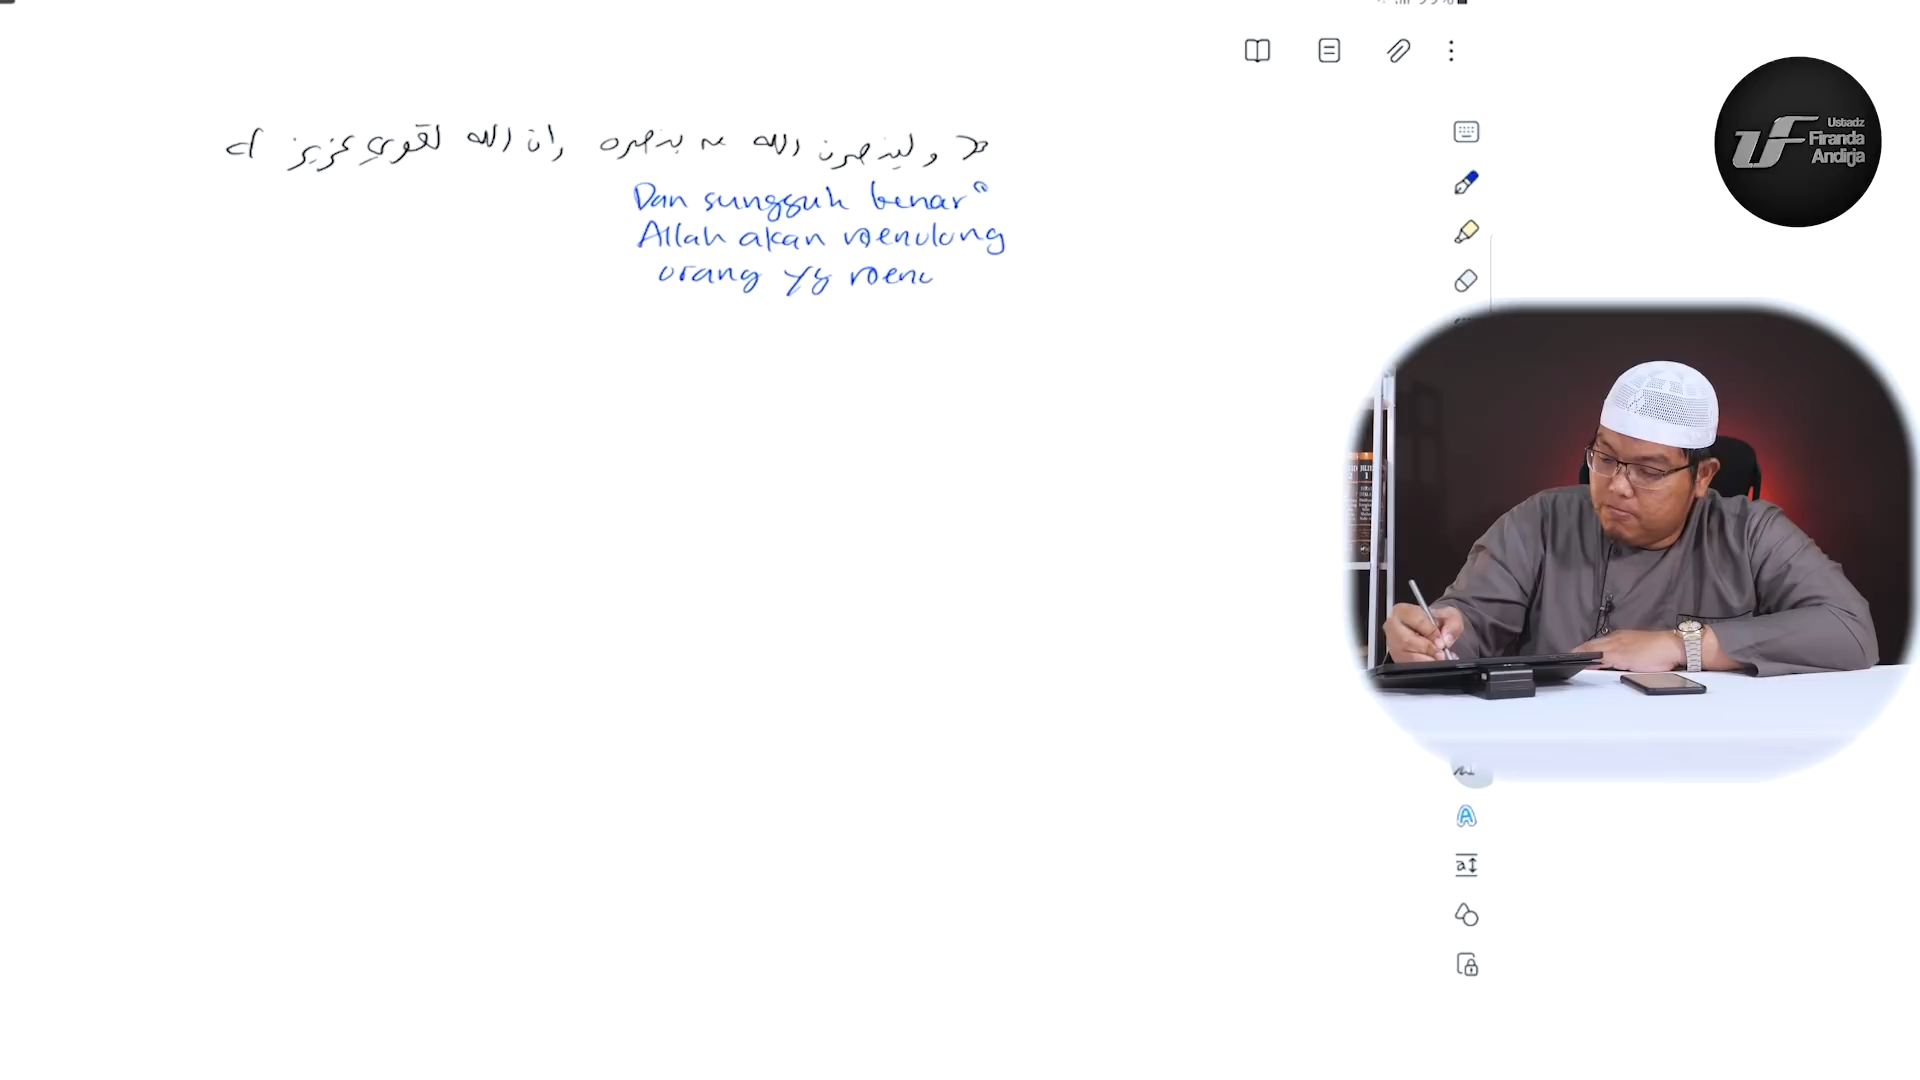 ولينصرن الله من ينصره إن الله لقوي عزيز
Dan sungguh benar²
Allah akan menolong
orang yg meno
Ustadz
Firanda
Andirja